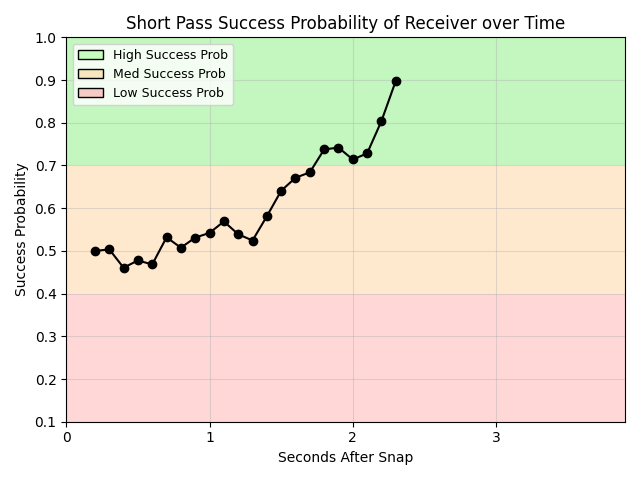 Short Pass Success Probability of Receiver over Time
High Success Prob
Med Success Prob
Low Success Prob
Success Probability
1.0
0.9
0.8
0.7
0.6
0.5
0.4
0.3
0.2
0.1
0 1 2 3
Seconds After Snap